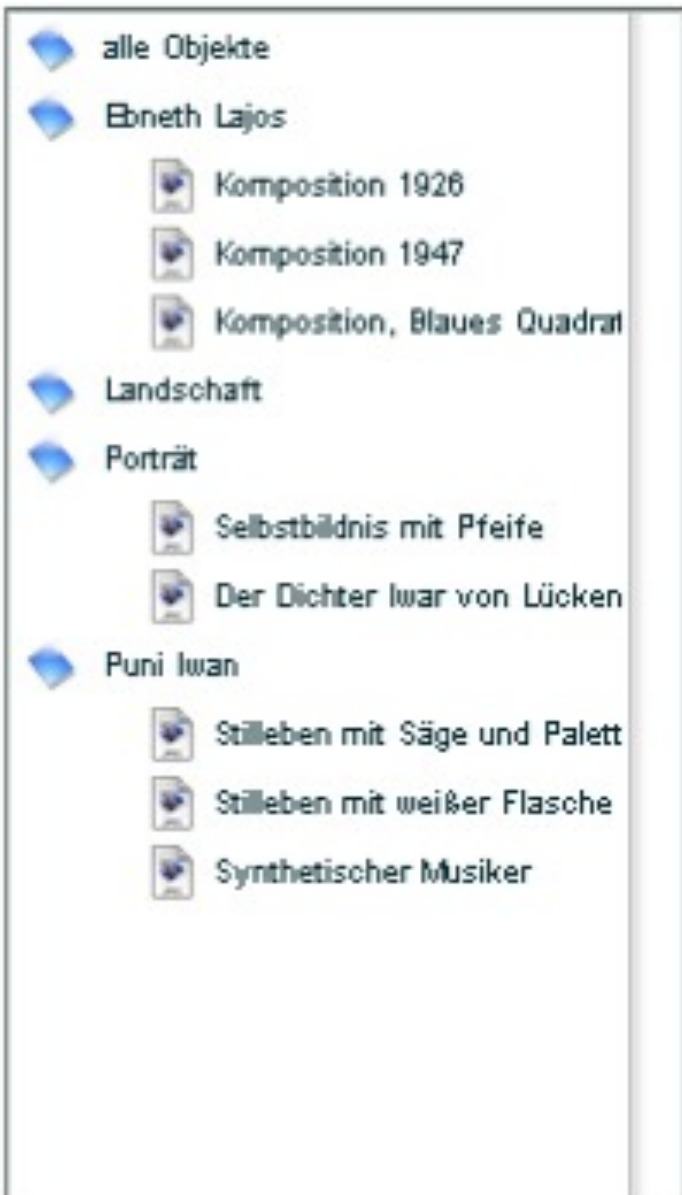 alle Objekte
Ebneth Lajos
Komposition 1926
Komposition 1947
Komposition, Blaues Quadrat
Landschaft
Porträt
Selbstbildnis mit Pfeife
Der Dichter Iwar von Lücken
Puni Iwan
Stilleben mit Säge und Palett
Stilleben mit weißer Flasche
Synthetischer Musiker